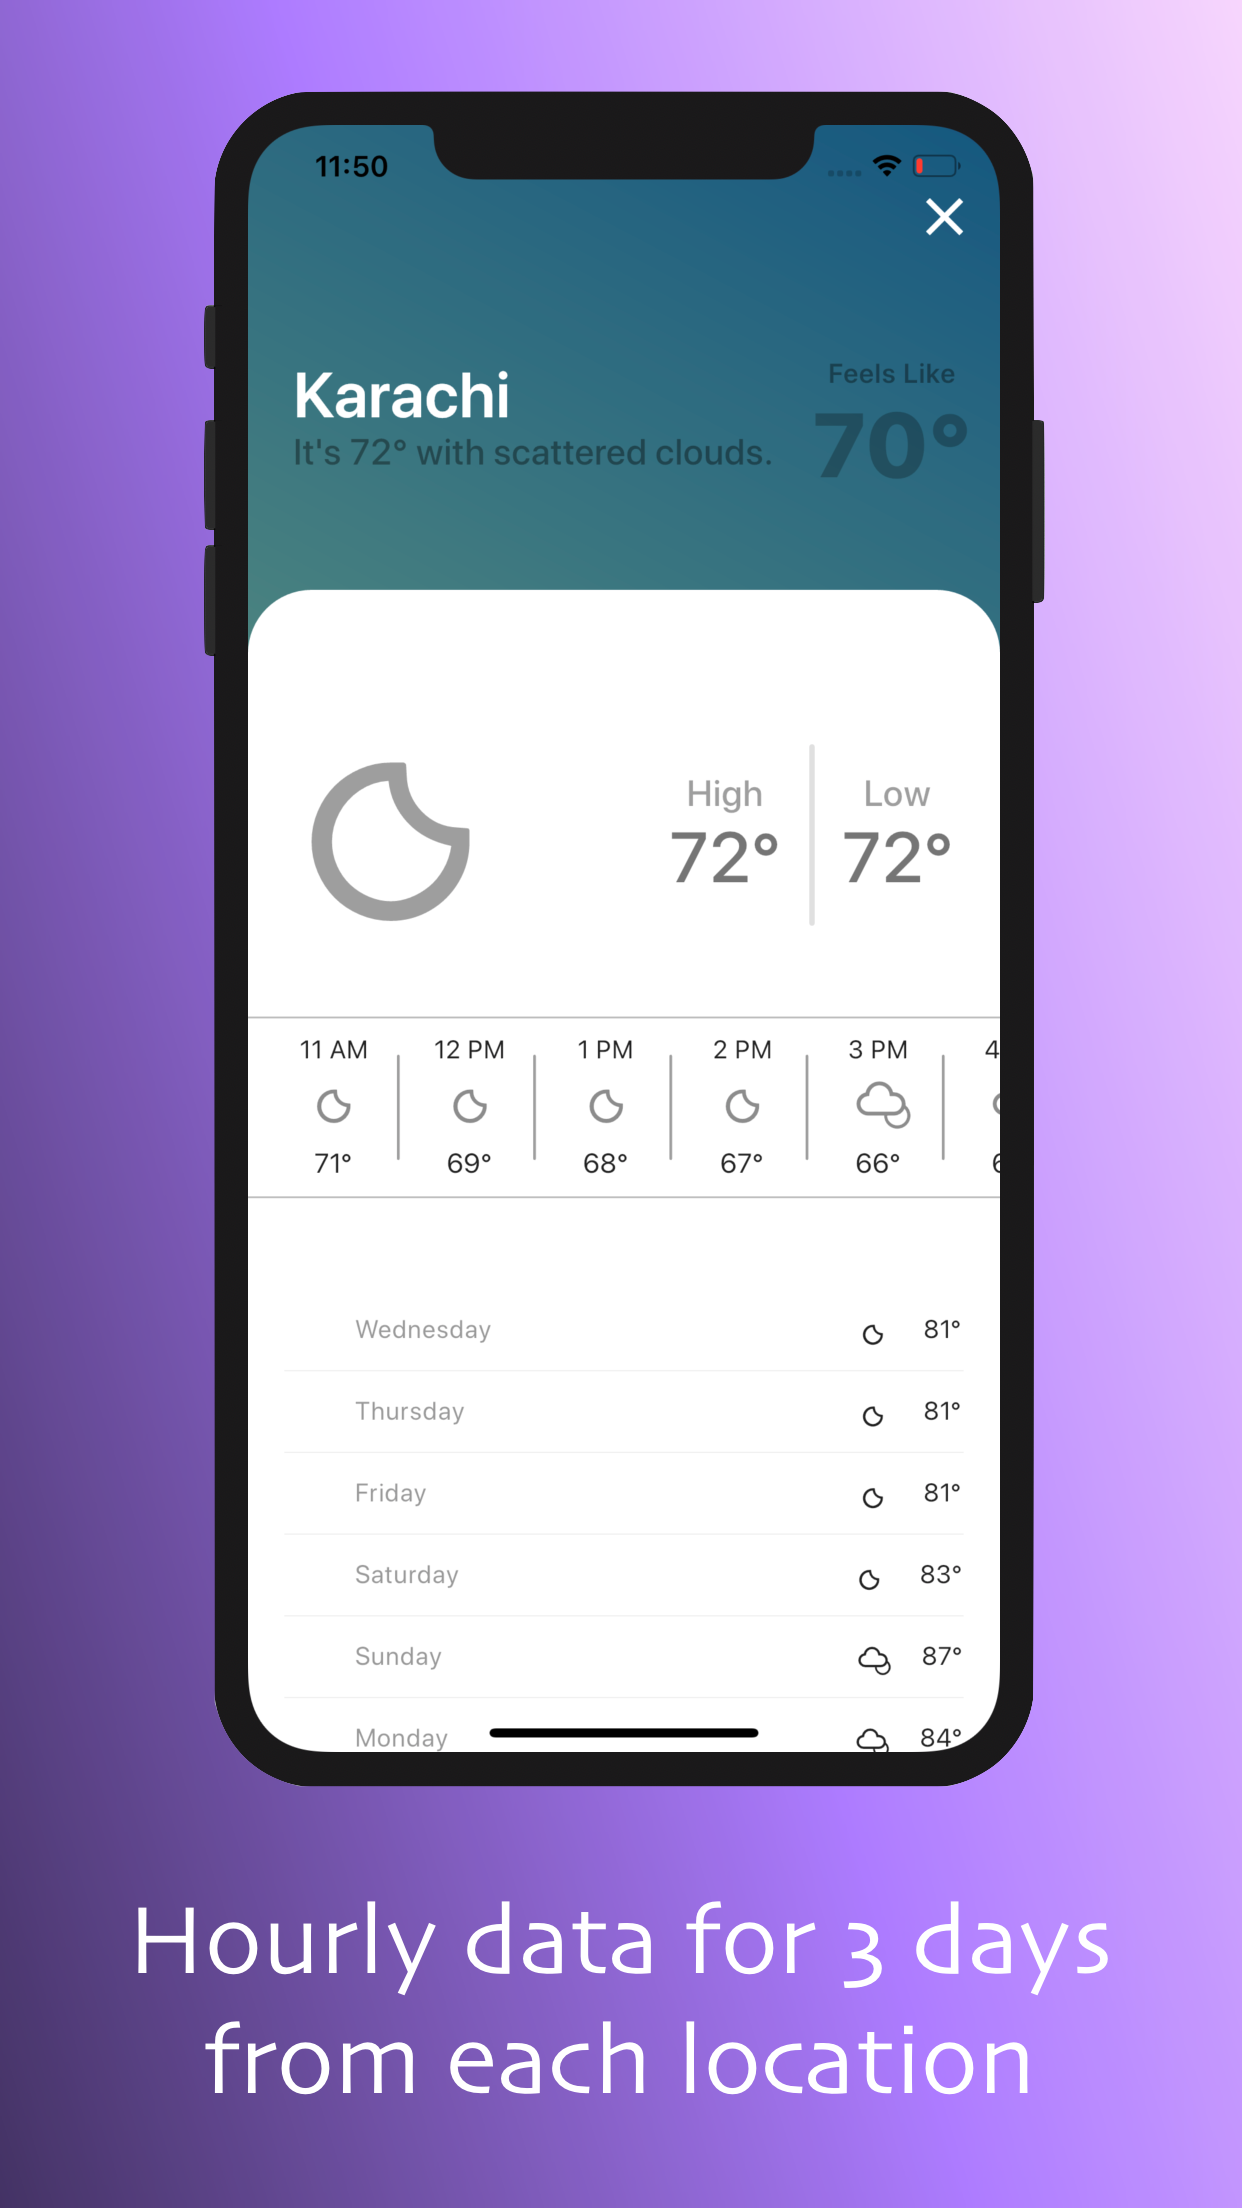 11:50
Karachi
It's 72° with scattered clouds.
Feels Like
70°
High
72°
Low
72°
11 AM 12 PM 1 PM 2 PM 3 PM 4
71° 69° 68° 67° 66° 6
Wednesday 81°
Thursday 81°
Friday 81°
Saturday 83°
Sunday 87°
Monday 84°
Hourly data for 3 days
from each location